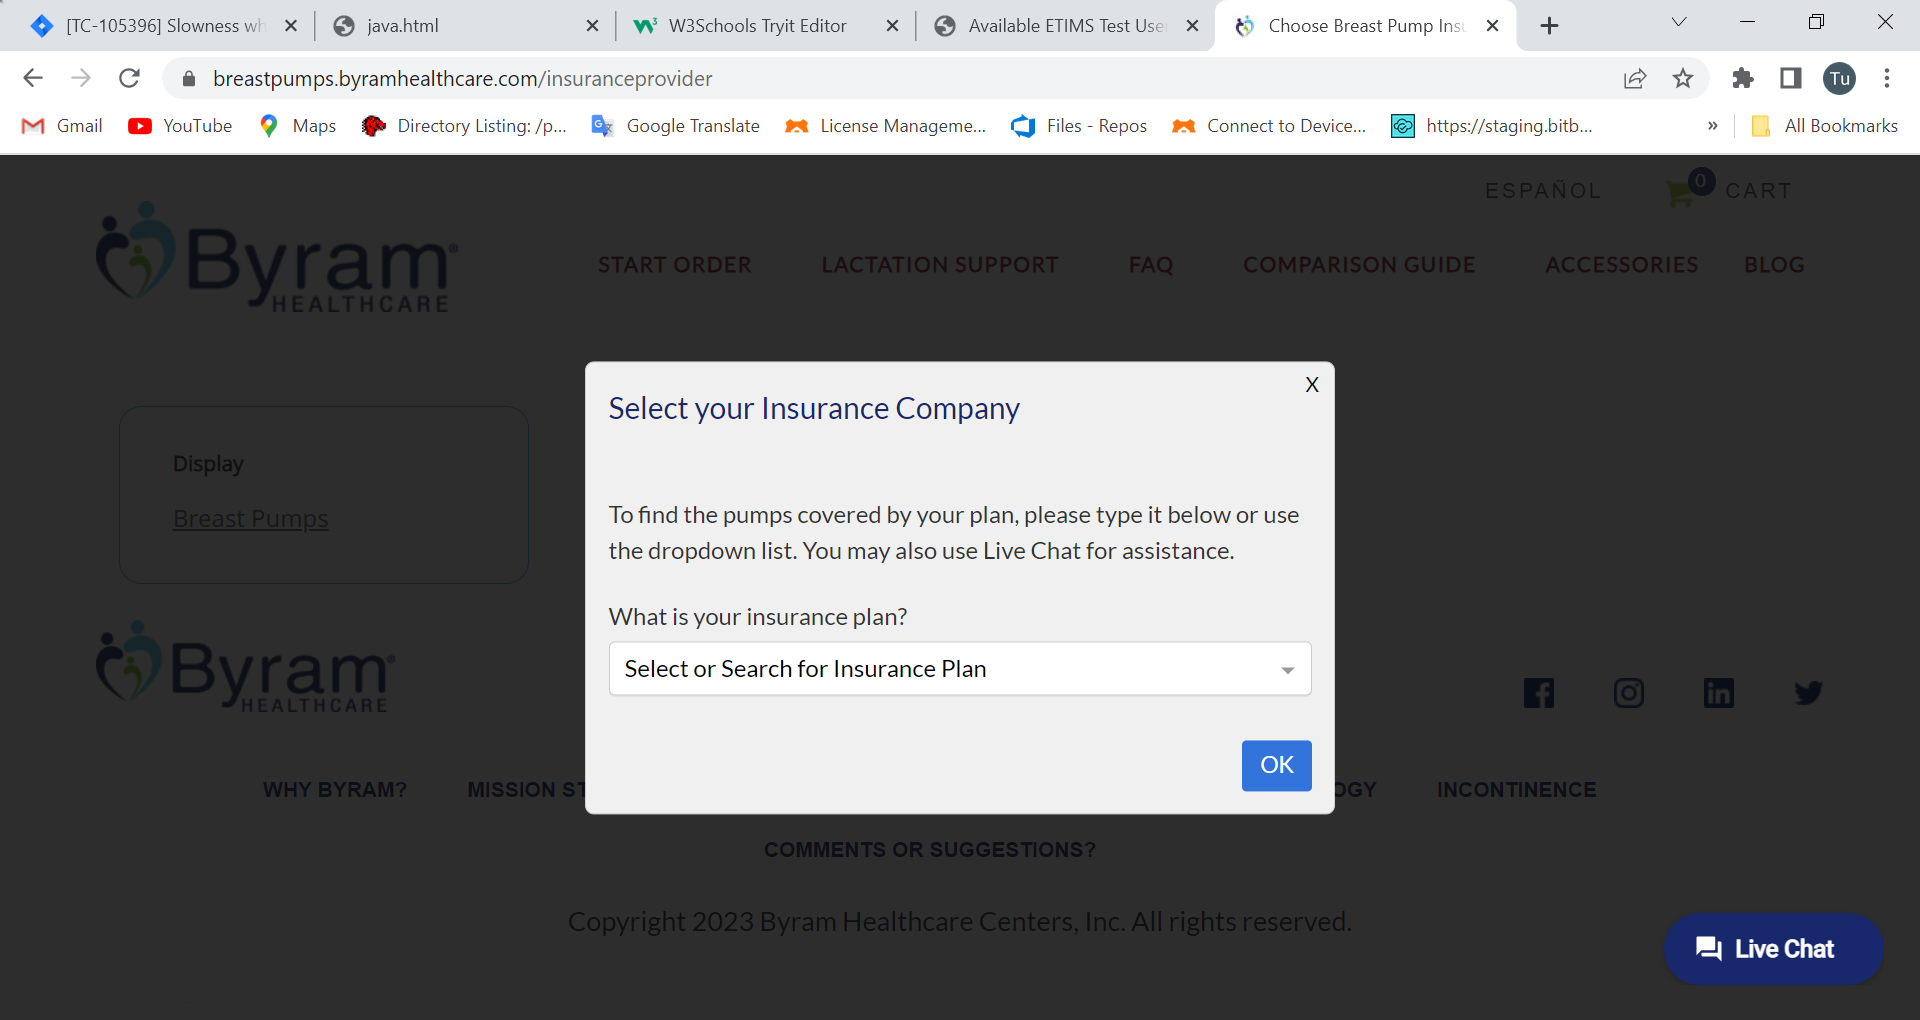 [TC-105396] Slowness wh
java.html
W3Schools Tryit Editor
Available ETIMS Test Use
Choose Breast Pump Ins
breastpumps.byramhealthcare.com/insuranceprovider
Tu
Gmail
YouTube
Maps
Directory Listing: /p...
Google Translate
License Manageme...
Files - Repos
Connect to Device...
https://staging.bitb...
»
All Bookmarks
ESPAÑOL
0
CART
Byram®
HEALTHCARE
START ORDER
LACTATION SUPPORT
FAQ
COMPARISON GUIDE
ACCESSORIES
BLOG
X
Select your Insurance Company
Display
Breast Pumps
To find the pumps covered by your plan, please type it below or use
the dropdown list. You may also use Live Chat for assistance.
What is your insurance plan?
Select or Search for Insurance Plan
OK
Byram®
HEALTHCARE
WHY BYRAM?
MISSION ST
OGY
INCONTINENCE
COMMENTS OR SUGGESTIONS?
Copyright 2023 Byram Healthcare Centers, Inc. All rights reserved.
Live Chat